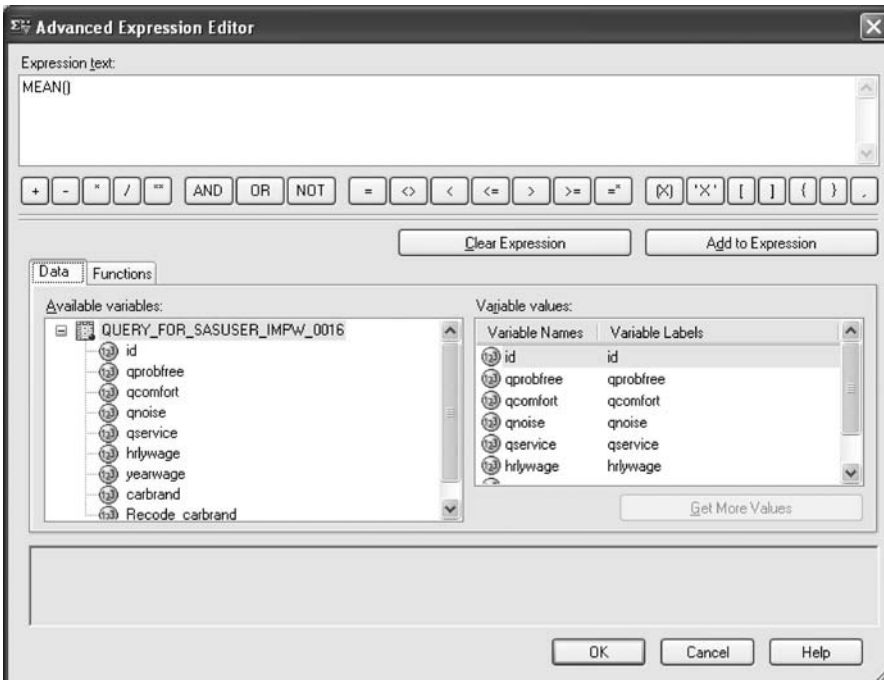 Advanced Expression Editor
Expression text:
MEAN()
+ - * / ** AND OR NOT = <> < <= > >= =* (X) 'X' [ ] { } ,
Clear Expression Add to Expression
Data Functions
Available variables:
QUERY_FOR_SASUSER_IMPW_0016
id
qprobfree
qcomfort
qnoise
qservice
hrlywage
yearwage
carbrand
Recode_carbrand
Variable values:
Variable Names Variable Labels
id id
qprobfree qprobfree
qcomfort qcomfort
qnoise qnoise
qservice qservice
hrlywage hrlywage
Get More Values
OK Cancel Help